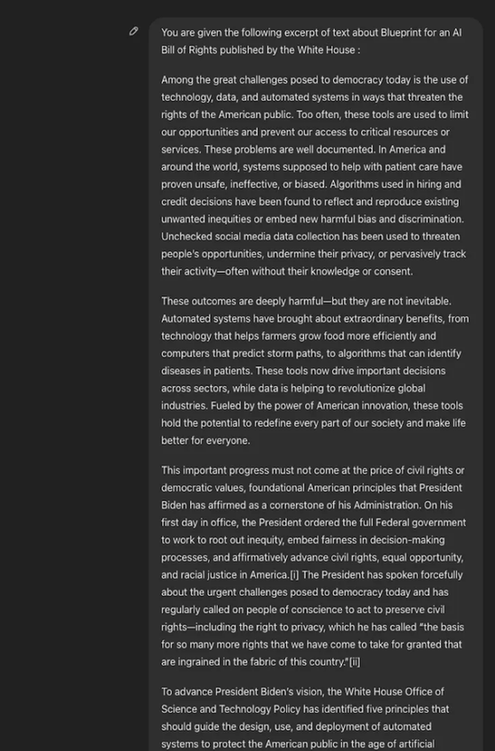 You are given the following excerpt of text about Blueprint for an AI
Bill of Rights published by the White House :
Among the great challenges posed to democracy today is the use of
technology, data, and automated systems in ways that threaten the
rights of the American public. Too often, these tools are used to limit
our opportunities and prevent our access to critical resources or
services. These problems are well documented. In America and
around the world, systems supposed to help with patient care have
proven unsafe, ineffective, or biased. Algorithms used in hiring and
credit decisions have been found to reflect and reproduce existing
unwanted inequities or embed new harmful bias and discrimination.
Unchecked social media data collection has been used to threaten
people's opportunities, undermine their privacy, or pervasively track
their activity—often without their knowledge or consent.
These outcomes are deeply harmful—but they are not inevitable.
Automated systems have brought about extraordinary benefits, from
technology that helps farmers grow food more efficiently and
computers that predict storm paths, to algorithms that can identify
diseases in patients. These tools now drive important decisions
across sectors, while data is helping to revolutionize global
industries. Fueled by the power of American innovation, these tools
hold the potential to redefine every part of our society and make life
better for everyone.
This important progress must not come at the price of civil rights or
democratic values, foundational American principles that President
Biden has affirmed as a cornerstone of his Administration. On his
first day in office, the President ordered the full Federal government
to work to root out inequity, embed fairness in decision-making
processes, and affirmatively advance civil rights, equal opportunity,
and racial justice in America.[i] The President has spoken forcefully
about the urgent challenges posed to democracy today and has
regularly called on people of conscience to act to preserve civil
rights—including the right to privacy, which he has called “the basis
for so many more rights that we have come to take for granted that
are ingrained in the fabric of this country.”[ii]
To advance President Biden's vision, the White House Office of
Science and Technology Policy has identified five principles that
should guide the design, use, and deployment of automated
systems to protect the American public in the age of artificial